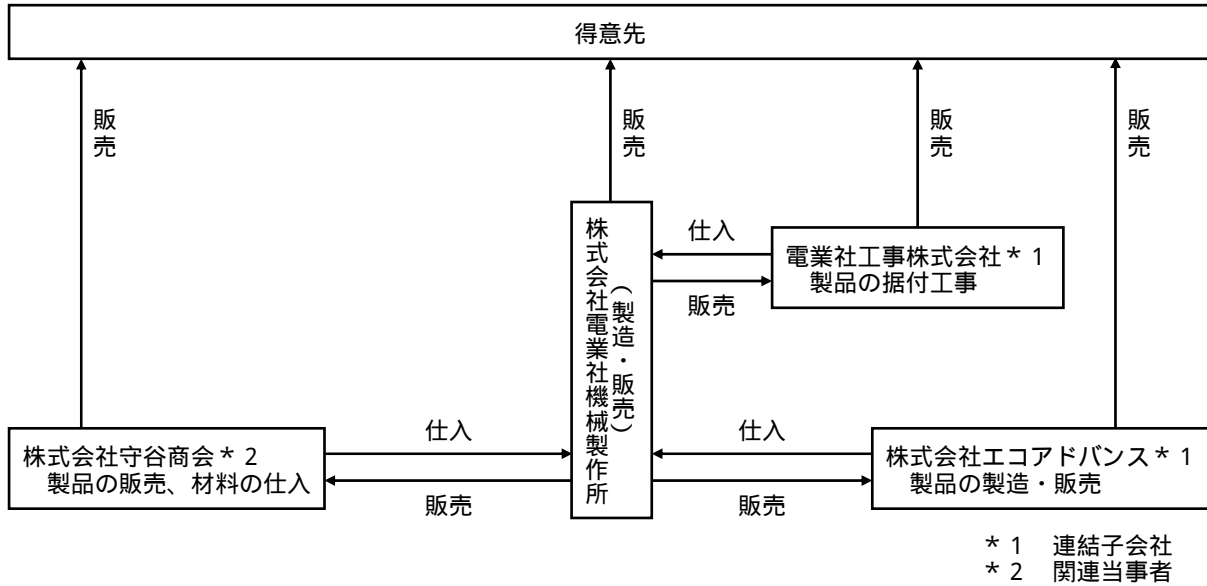 得意先
販売
販売
販売
販売
仕入
販売
電業社工事株式会社＊1
製品の据付工事
株式会社電業社機械製作所
（製造・販売）
株式会社守谷商会＊2
製品の販売、材料の仕入
仕入
販売
仕入
販売
株式会社エコアドバンス＊1
製品の製造・販売
＊1 連結子会社
＊2 関連当事者